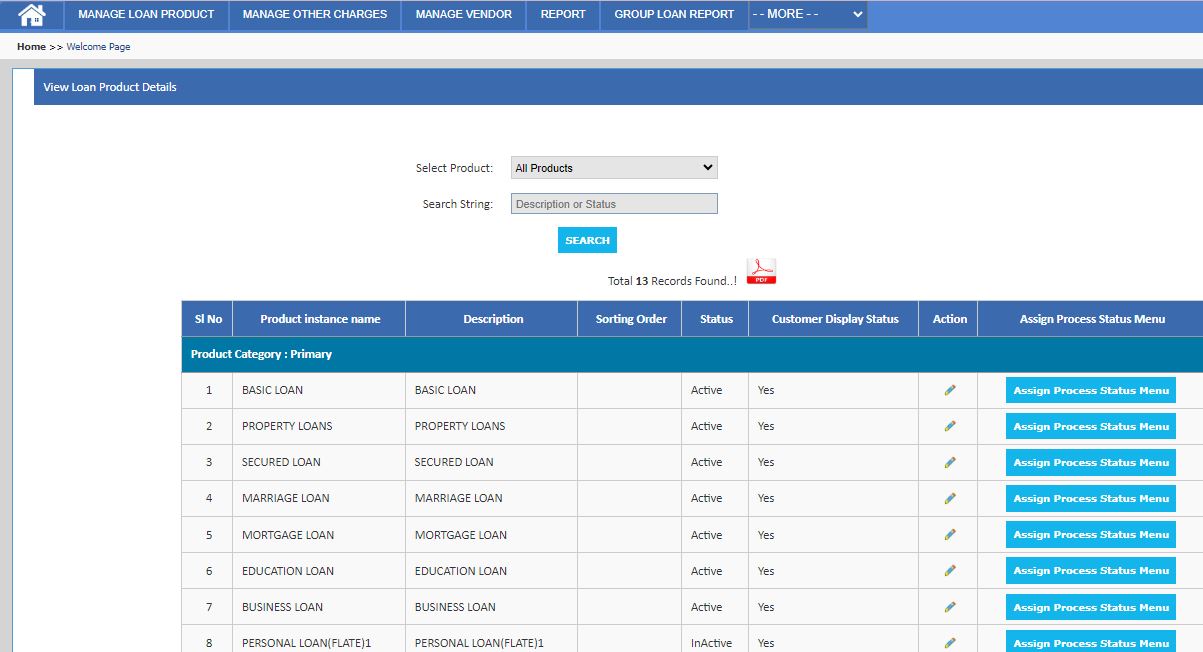 MANAGE LOAN PRODUCT MANAGE OTHER CHARGES MANAGE VENDOR REPORT GROUP LOAN REPORT - - MORE - -
Home >> Welcome Page
View Loan Product Details
Select Product: All Products
Search String: Description or Status
SEARCH
Total 13 Records Found..! PDF
Sl No Product instance name Description Sorting Order Status Customer Display Status Action Assign Process Status Menu
Product Category : Primary
1 BASIC LOAN BASIC LOAN Active Yes Assign Process Status Menu
2 PROPERTY LOANS PROPERTY LOANS Active Yes Assign Process Status Menu
3 SECURED LOAN SECURED LOAN Active Yes Assign Process Status Menu
4 MARRIAGE LOAN MARRIAGE LOAN Active Yes Assign Process Status Menu
5 MORTGAGE LOAN MORTGAGE LOAN Active Yes Assign Process Status Menu
6 EDUCATION LOAN EDUCATION LOAN Active Yes Assign Process Status Menu
7 BUSINESS LOAN BUSINESS LOAN Active Yes Assign Process Status Menu
8 PERSONAL LOAN(FLATE)1 PERSONAL LOAN(FLATE)1 InActive Yes Assign Process Status Menu